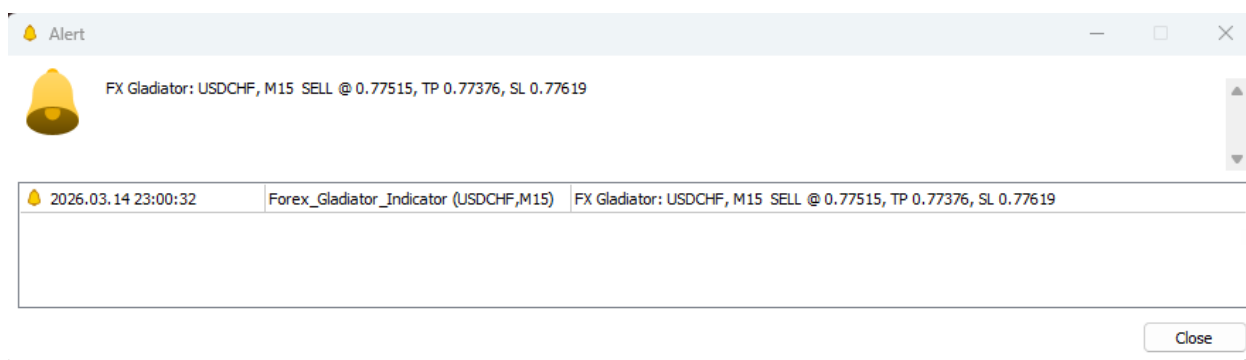 Alert
FX Gladiator: USDCHF, M15  SELL @ 0.77515, TP 0.77376, SL 0.77619
2026.03.14 23:00:32 Forex_Gladiator_Indicator (USDCHF,M15) FX Gladiator: USDCHF, M15  SELL @ 0.77515, TP 0.77376, SL 0.77619
Close